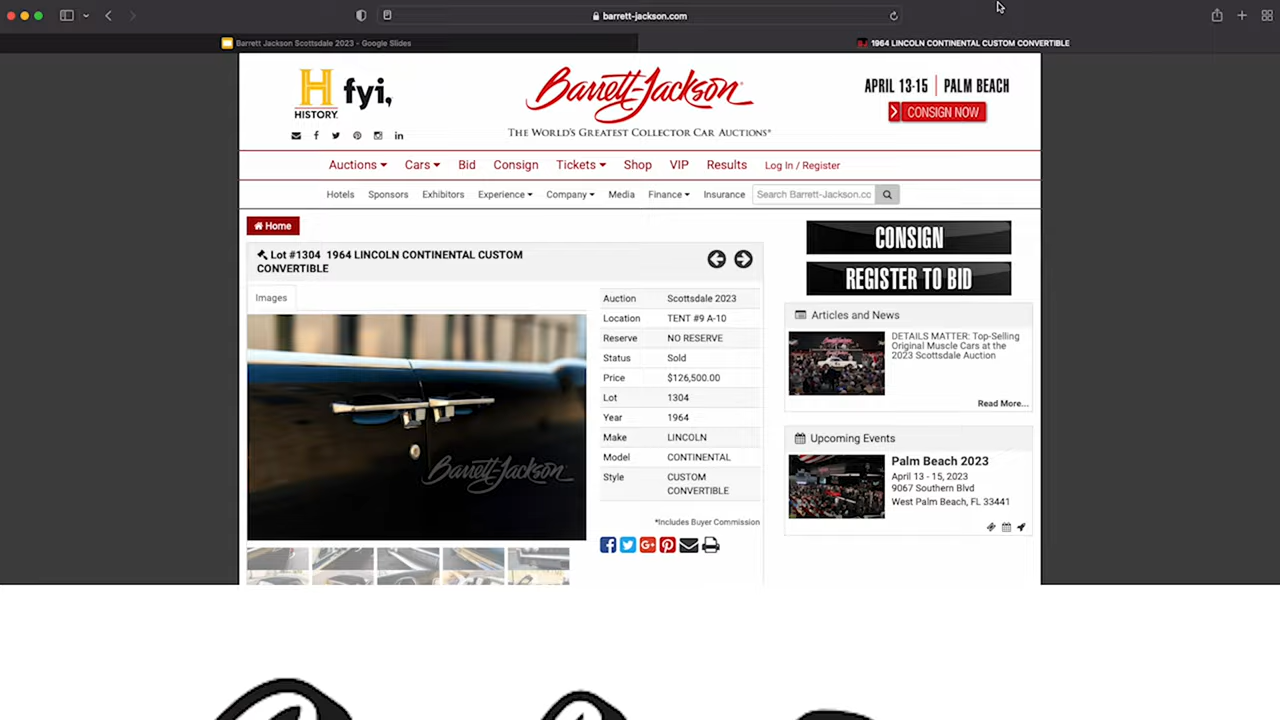 barrett-jackson.com
Barrett Jackson Scottsdale 2023 - Google Slides
1964 LINCOLN CONTINENTAL CUSTOM CONVERTIBLE
H
HISTORY.
fyi,
Barrett-Jackson
THE WORLD'S GREATEST COLLECTOR CAR AUCTIONS®
APRIL 13-15 | PALM BEACH
CONSIGN NOW
Auctions Cars Bid Consign Tickets Shop VIP Results Log In / Register
Hotels Sponsors Exhibitors Experience Company Media Finance Insurance Search Barrett-Jackson.cc
Home
Lot #1304 1964 LINCOLN CONTINENTAL CUSTOM
CONVERTIBLE
Images
Barrett-Jackson
Auction Scottsdale 2023
Location TENT #9 A-10
Reserve NO RESERVE
Status Sold
Price $126,500.00
Lot 1304
Year 1964
Make LINCOLN
Model CONTINENTAL
Style CUSTOM
CONVERTIBLE
*Includes Buyer Commission
CONSIGN
REGISTER TO BID
Articles and News
DETAILS MATTER: Top-Selling
Original Muscle Cars at the
2023 Scottsdale Auction
Read More...
Upcoming Events
Palm Beach 2023
April 13 - 15, 2023
9067 Southern Blvd
West Palm Beach, FL 33441